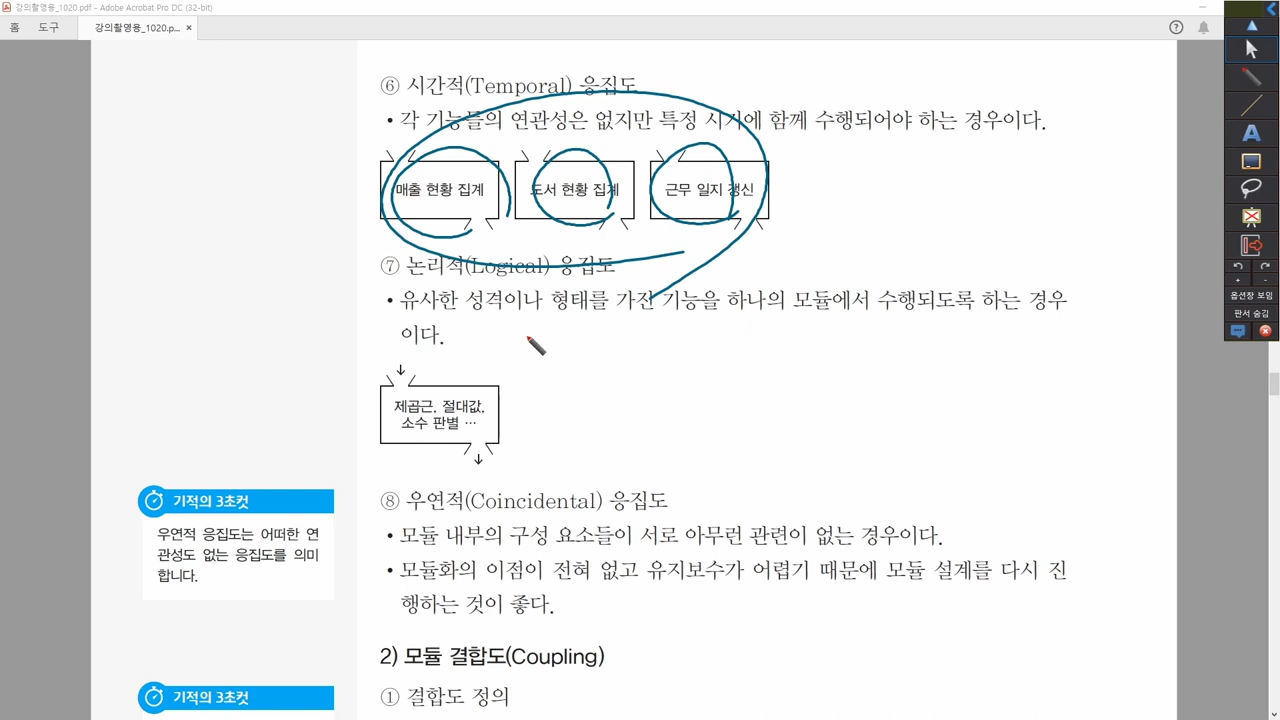 강의촬영용_1020.pdf - Adobe Acrobat Pro DC (32-bit)
홈 도구 강의촬영용_1020.p... ×
⑥ 시간적(Temporal) 응집도
• 각 기능들의 연관성은 없지만 특정 시기에 함께 수행되어야 하는 경우이다.
매출 현황 집계 도서 현황 집계 근무 일지 갱신
⑦ 논리적(Logical) 응집도
• 유사한 성격이나 형태를 가진 기능을 하나의 모듈에서 수행되도록 하는 경우
이다.
제곱근, 절대값,
소수 판별 …
⑧ 우연적(Coincidental) 응집도
• 모듈 내부의 구성 요소들이 서로 아무런 관련이 없는 경우이다.
• 모듈화의 이점이 전혀 없고 유지보수가 어렵기 때문에 모듈 설계를 다시 진
행하는 것이 좋다.
기적의 3초컷
우연적 응집도는 어떠한 연
관성도 없는 응집도를 의미
합니다.
2) 모듈 결합도(Coupling)
① 결합도 정의
기적의 3초컷
옵션장 보임
판서 숨김